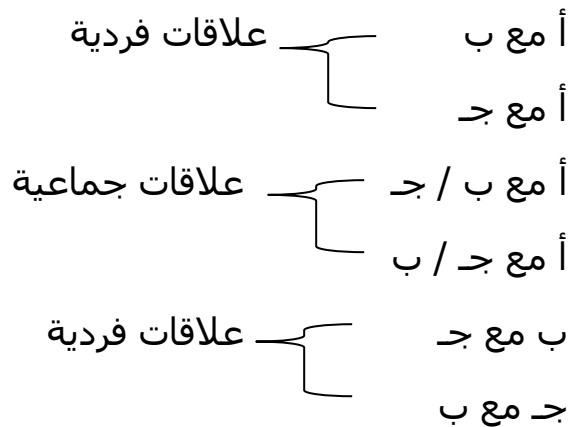 أ مع ب علاقات فردية
أ مع جـ
أ مع ب / جـ علاقات جماعية
أ مع جـ / ب
ب مع جـ علاقات فردية
جـ مع ب